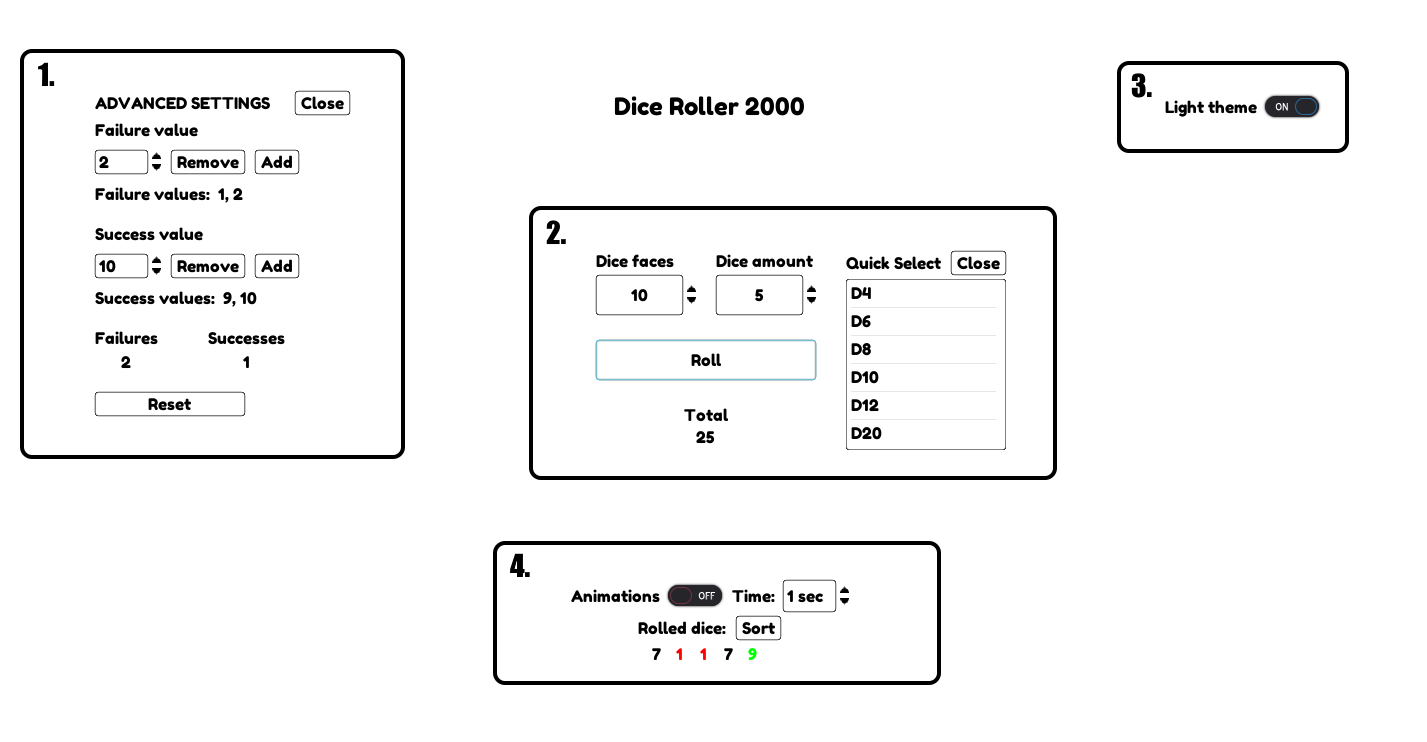 1.
ADVANCED SETTINGS Close
Failure value
2 Remove Add
Failure values: 1, 2
Success value
10 Remove Add
Success values: 9, 10
Failures Successes
2 1
Reset
Dice Roller 2000
3.
Light theme ON
2.
Dice faces Dice amount
10 5
Roll
Total
25
Quick Select Close
D4
D6
D8
D10
D12
D20
4.
Animations OFF Time: 1 sec
Rolled dice: Sort
7 1 1 7 9